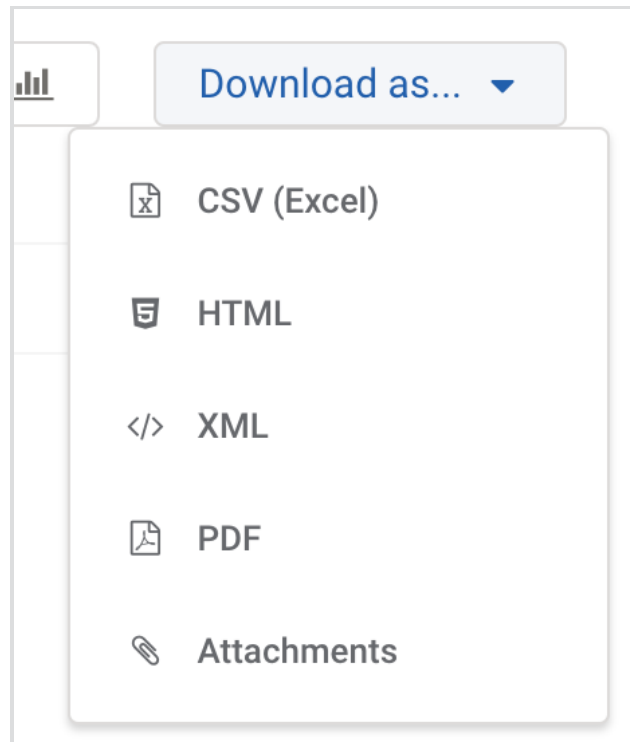 Download as...
CSV (Excel)
HTML
XML
PDF
Attachments